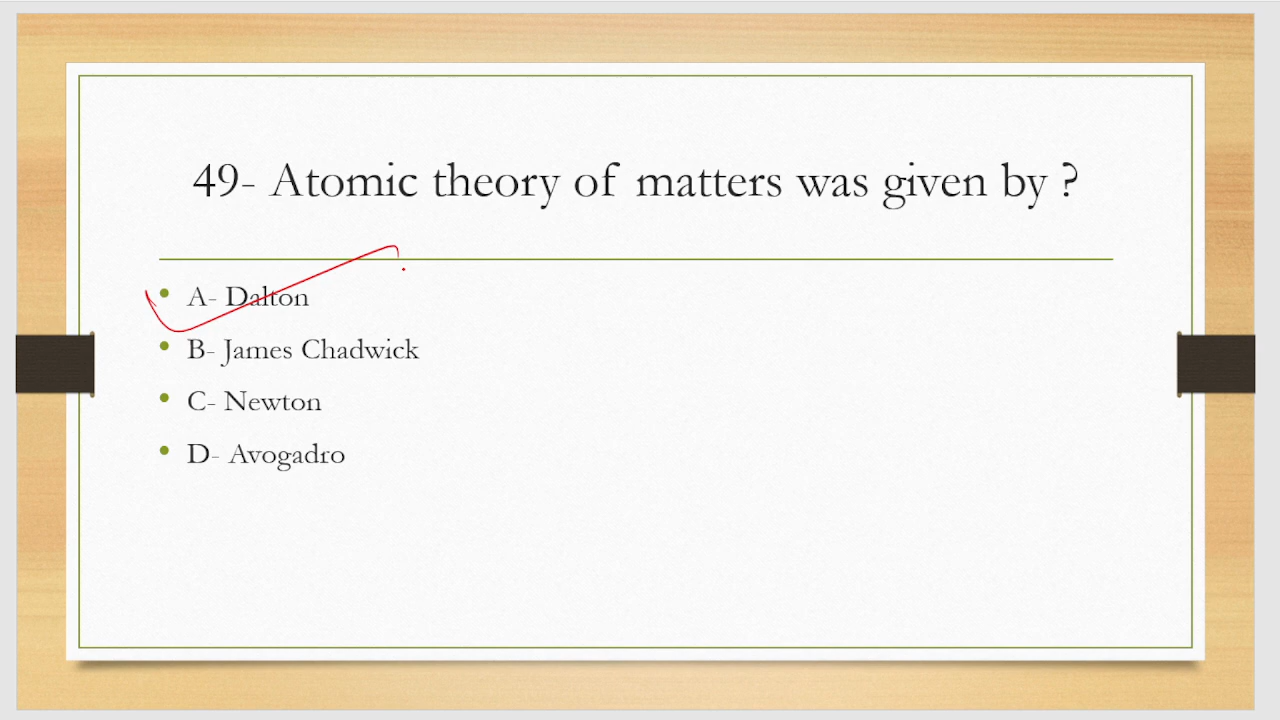 49- Atomic theory of matters was given by ?
A- Dalton
B- James Chadwick
C- Newton
D- Avogadro